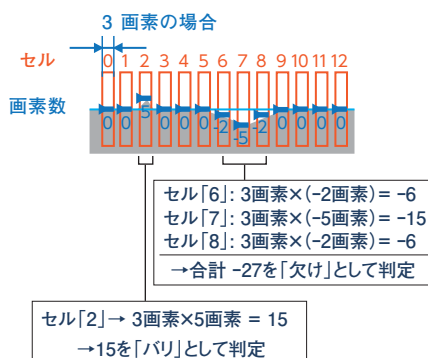 3 画素の場合
セル 0 1 2 3 4 5 6 7 8 9 10 11 12
画素数 0 0 5 0 0 0 -2 -5 -2 0 0 0 0
セル「6」: 3画素×(-2画素) = -6
セル「7」: 3画素×(-5画素) = -15
セル「8」: 3画素×(-2画素) = -6
→合計 -27を「欠け」として判定
セル「2」→ 3画素×5画素 = 15
→15を「バリ」として判定